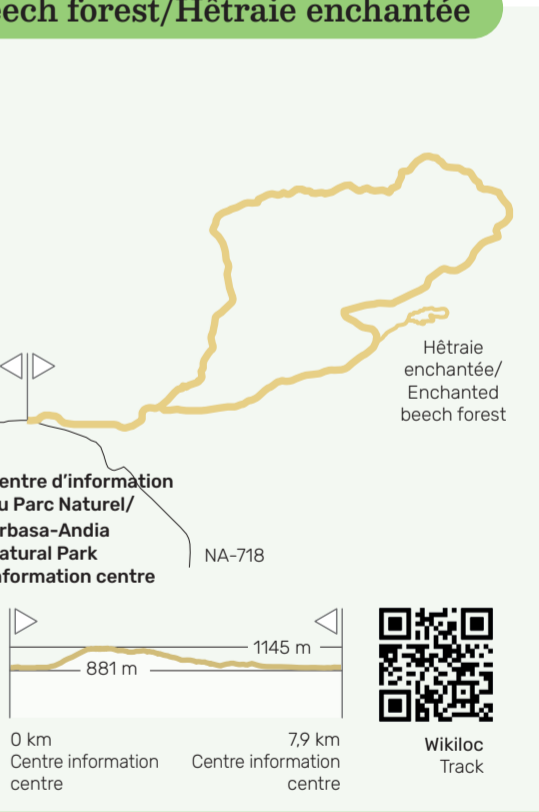 eech forest/Hêtraie enchantée
Hêtraie
enchantée/
Enchanted
beech forest
entre d’information
u Parc Naturel/
rbasa-Andia
atural Park
nformation centre
NA-718
1145 m
881 m
0 km
Centre information
centre
7,9 km
Centre information
centre
Wikiloc
Track